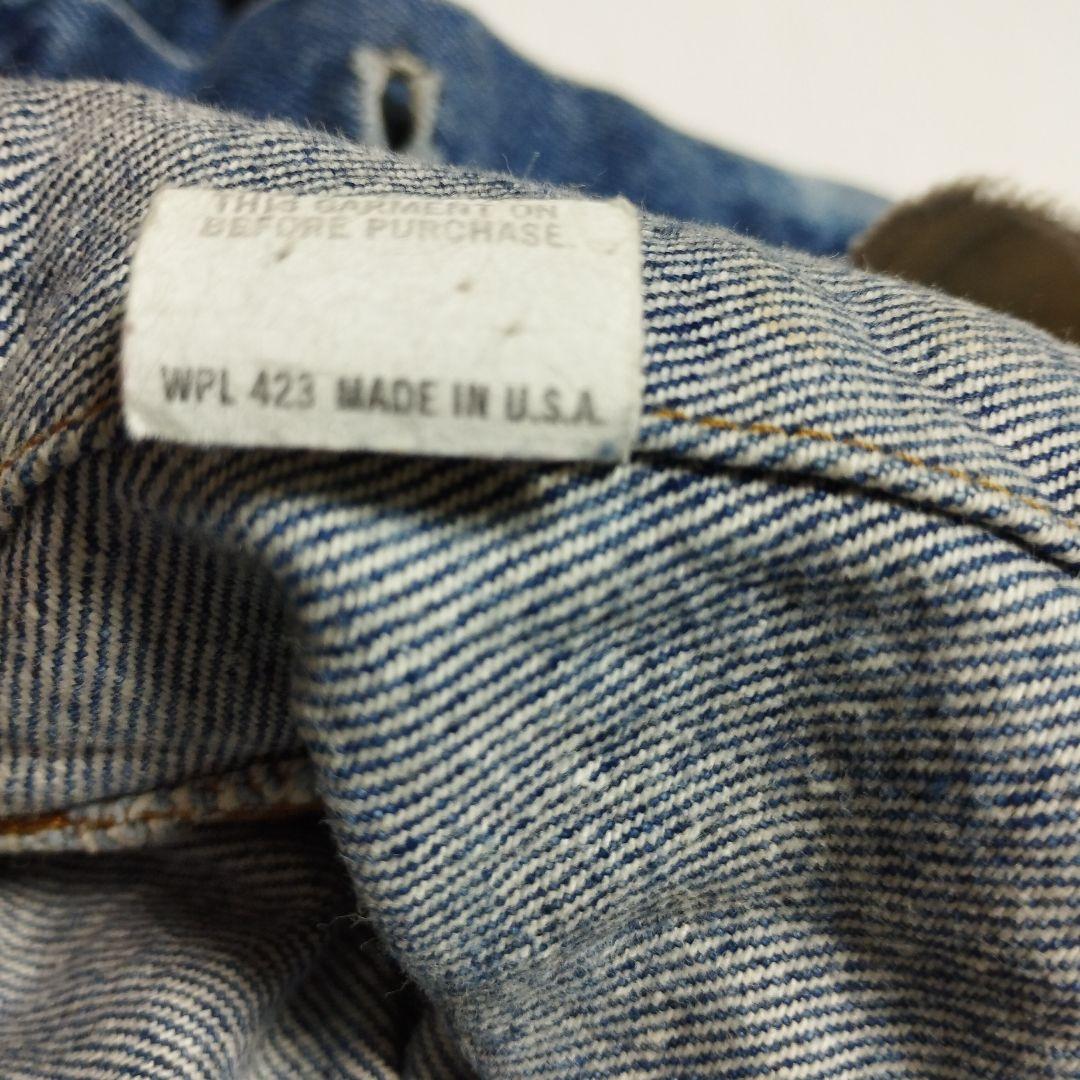 THIS GARMENT ON
BEFORE PURCHASE.
WPL 423 MADE IN U.S.A.